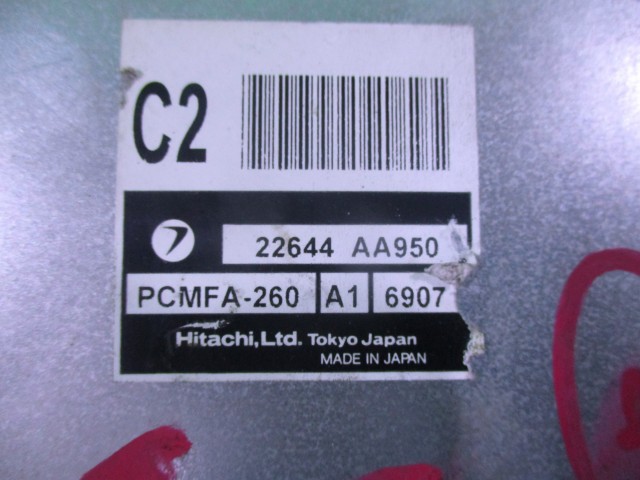 C2
22644 AA950
PCMFA-260 A1 6907
Hitachi,Ltd. Tokyo Japan
MADE IN JAPAN